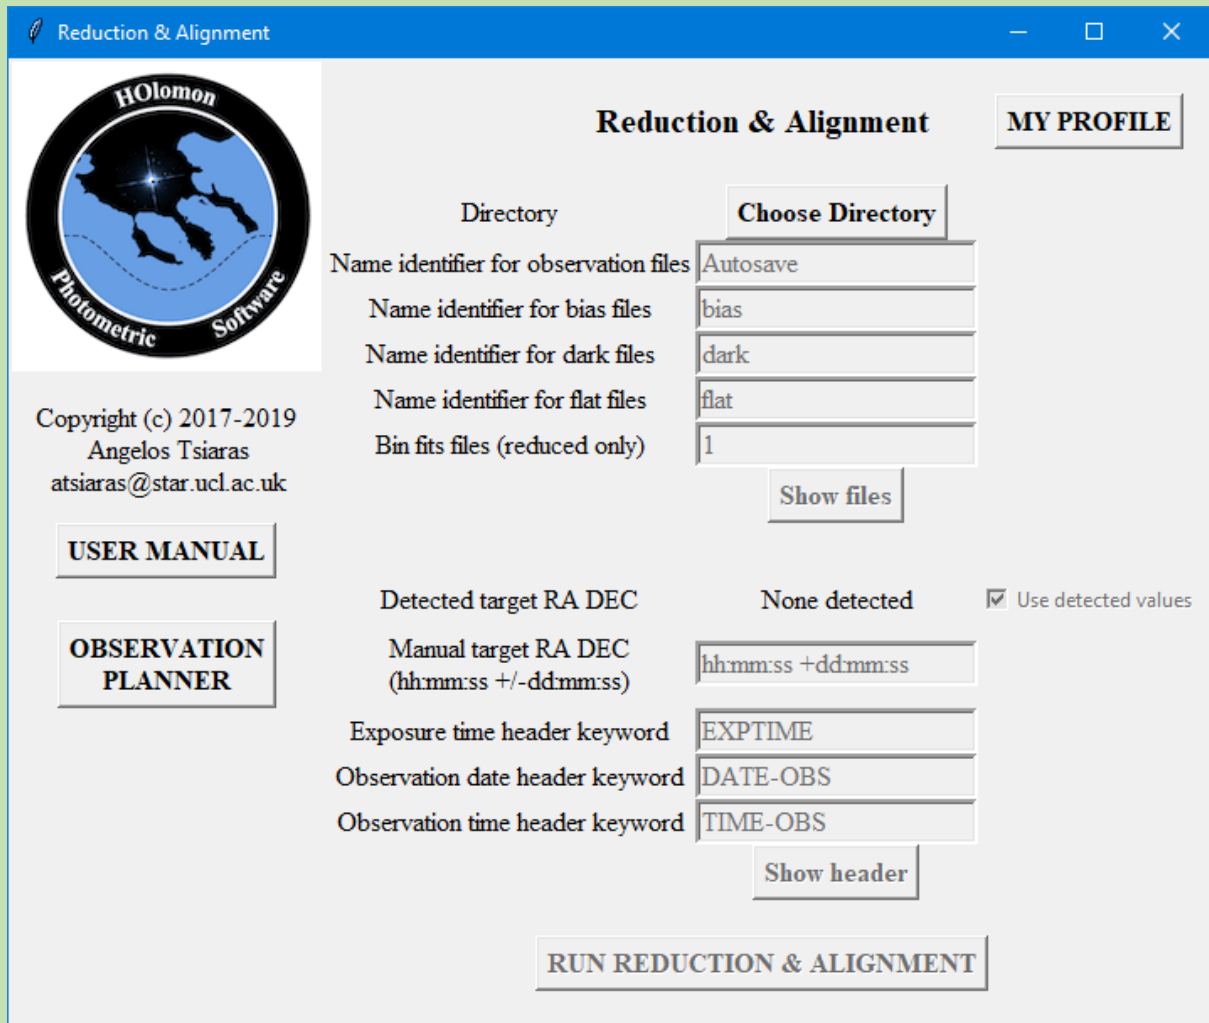 Reduction & Alignment
HOlomon
Photometric Software
Copyright (c) 2017-2019
Angelos Tsiaras
atsiaras@star.ucl.ac.uk
USER MANUAL
OBSERVATION
PLANNER
Reduction & Alignment
MY PROFILE
Directory Choose Directory
Name identifier for observation files Autosave
Name identifier for bias files bias
Name identifier for dark files dark
Name identifier for flat files flat
Bin fits files (reduced only) 1
Show files
Detected target RA DEC None detected Use detected values
Manual target RA DEC
(hh:mm:ss +/-dd:mm:ss) hh:mm:ss +dd:mm:ss
Exposure time header keyword EXPTIME
Observation date header keyword DATE-OBS
Observation time header keyword TIME-OBS
Show header
RUN REDUCTION & ALIGNMENT